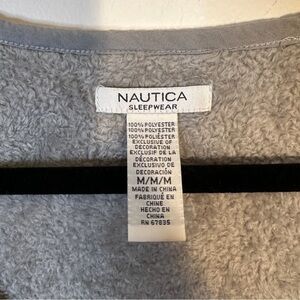 NAUTICA
SLEEPWEAR
100% POLYESTER
100% POLYESTER
100% POLIÉSTER
EXCLUSIVE OF
DECORATION
EXCLUSIF DE LA
DÉCORATION
EXCLUSIVO DE
DECORACIÓN
M/M/M
MADE IN CHINA
FABRIQUÉ EN
CHINE
HECHO EN
CHINA
RN 67835